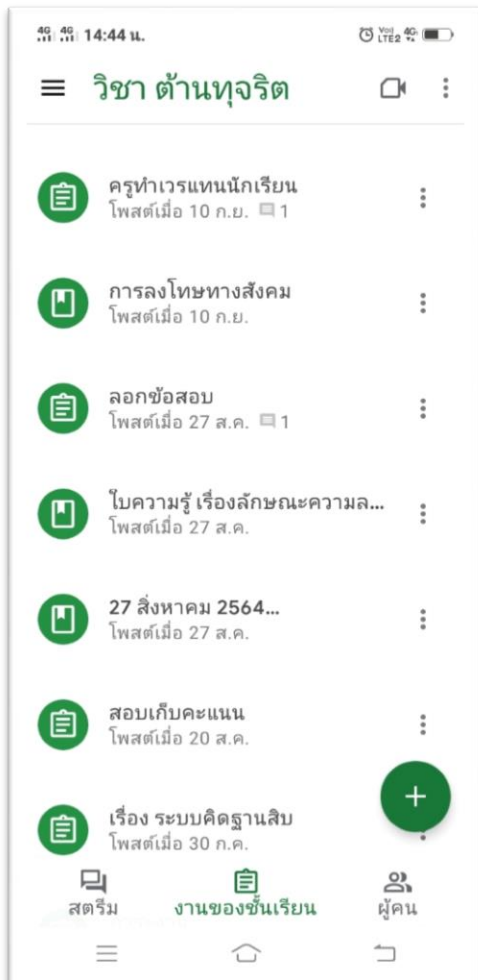 14:44 น.
วิชา ต้านทุจริต
ครูทำเวรแทนนักเรียน
โพสต์เมื่อ 10 ก.ย. 1
การลงโทษทางสังคม
โพสต์เมื่อ 10 ก.ย.
ลอกข้อสอบ
โพสต์เมื่อ 27 ส.ค. 1
ใบความรู้ เรื่องลักษณะความล...
โพสต์เมื่อ 27 ส.ค.
27 สิงหาคม 2564...
โพสต์เมื่อ 27 ส.ค.
สอบเก็บคะแนน
โพสต์เมื่อ 20 ส.ค.
เรื่อง ระบบคิดฐานสิบ
โพสต์เมื่อ 30 ก.ค.
สตรีม งานของชั้นเรียน ผู้คน